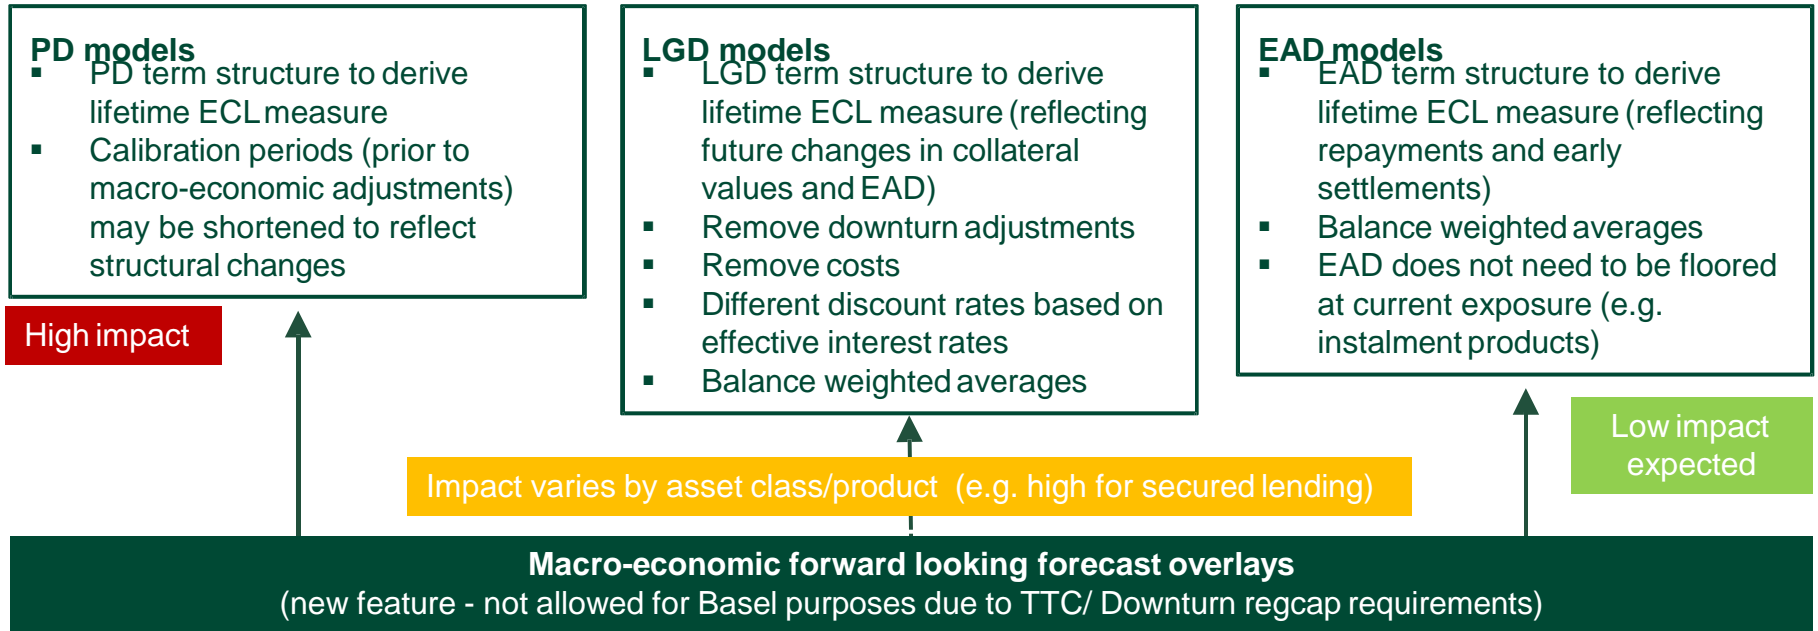 PD models
▪ PD term structure to derive
lifetime ECL measure
▪ Calibration periods (prior to
macro-economic adjustments)
may be shortened to reflect
structural changes
High impact
LGD models
▪ LGD term structure to derive
lifetime ECL measure (reflecting
future changes in collateral
values and EAD)
▪ Remove downturn adjustments
▪ Remove costs
▪ Different discount rates based on
effective interest rates
▪ Balance weighted averages
EAD models
▪ EAD term structure to derive
lifetime ECL measure (reflecting
repayments and early
settlements)
▪ Balance weighted averages
▪ EAD does not need to be floored
at current exposure (e.g.
instalment products)
Low impact
expected
Impact varies by asset class/product (e.g. high for secured lending)
Macro-economic forward looking forecast overlays
(new feature - not allowed for Basel purposes due to TTC/ Downturn regcap requirements)